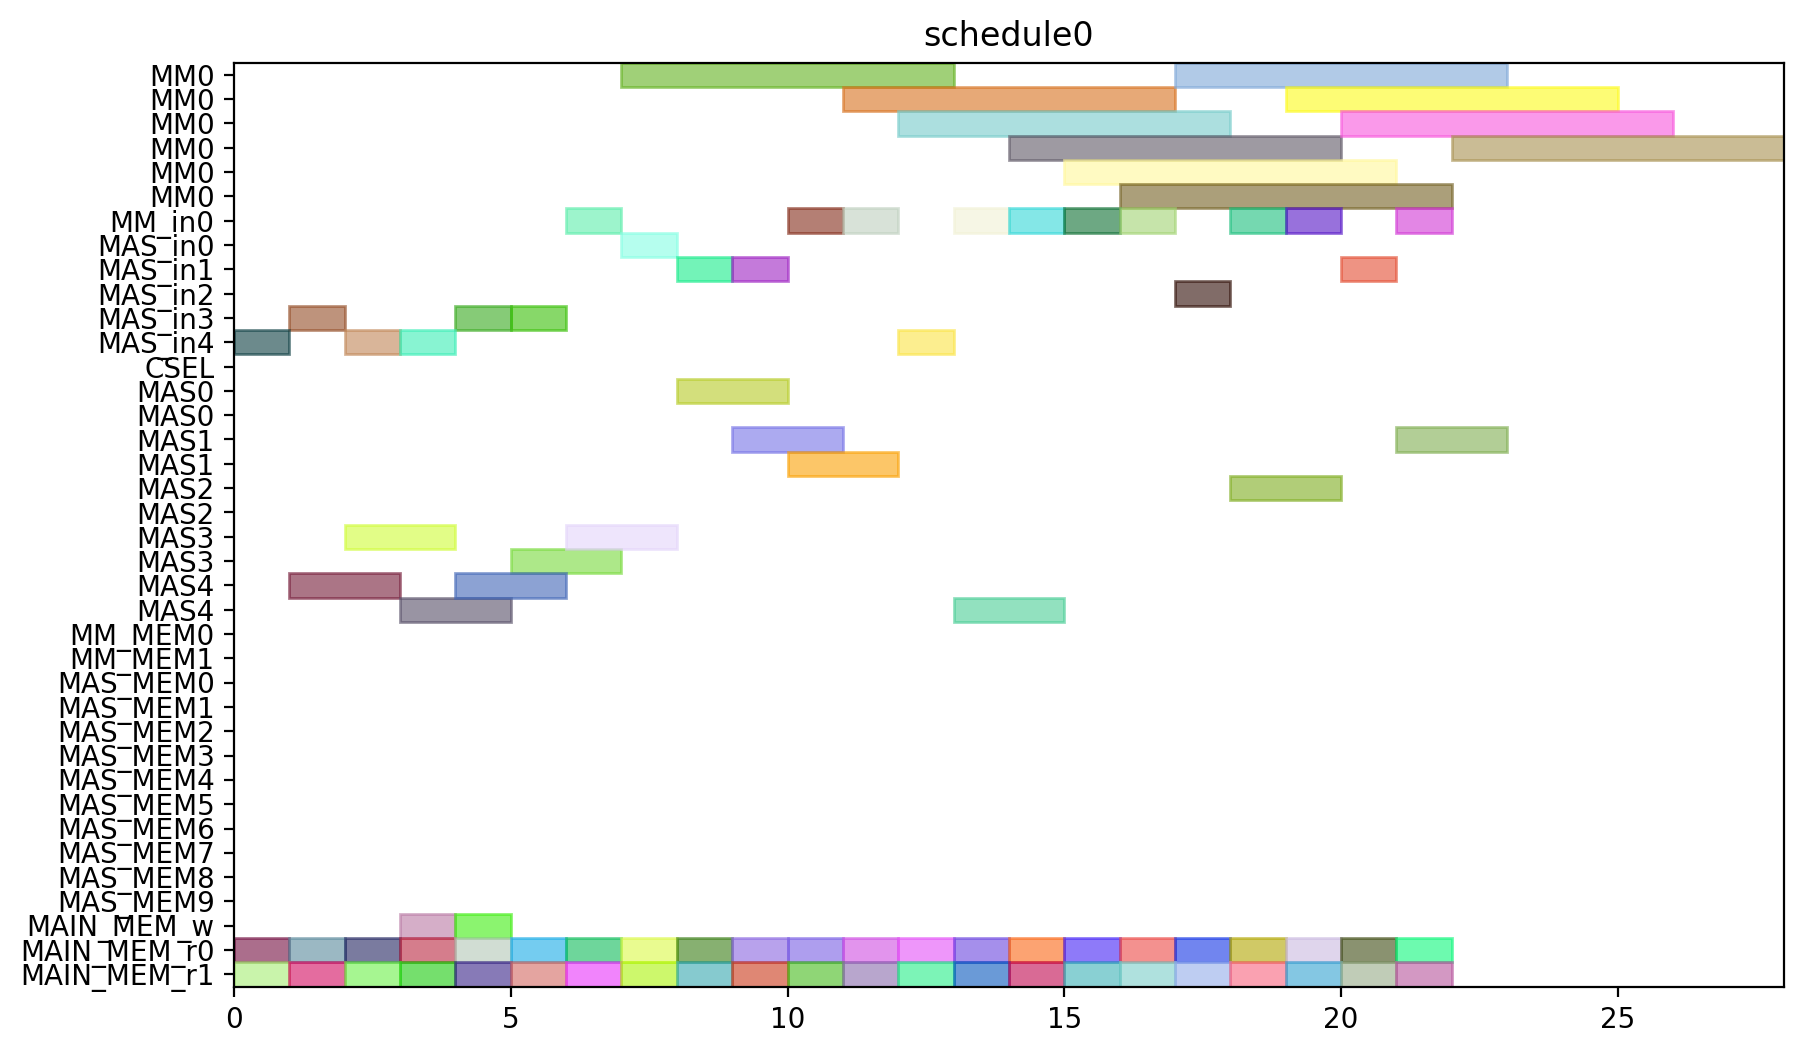 schedule0
MM0
MM0
MM0
MM0
MM0
MM0
MM_in0
MAS_in0
MAS_in1
MAS_in2
MAS_in3
MAS_in4
CSEL
MAS0
MAS0
MAS1
MAS1
MAS2
MAS2
MAS3
MAS3
MAS4
MAS4
MM_MEM0
MM_MEM1
MAS_MEM0
MAS_MEM1
MAS_MEM2
MAS_MEM3
MAS_MEM4
MAS_MEM5
MAS_MEM6
MAS_MEM7
MAS_MEM8
MAS_MEM9
MAIN_MEM_w
MAIN_MEM_r0
MAIN_MEM_r1
0 5 10 15 20 25